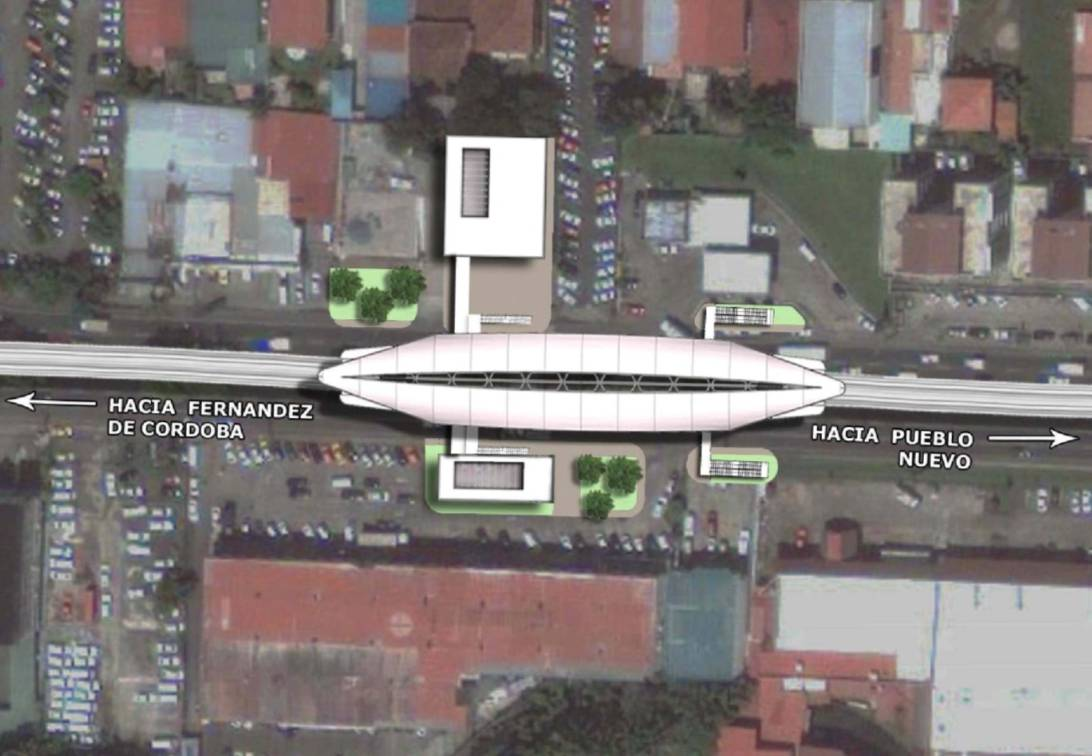 HACIA FERNANDEZ
DE CORDOBA
HACIA PUEBLO
NUEVO